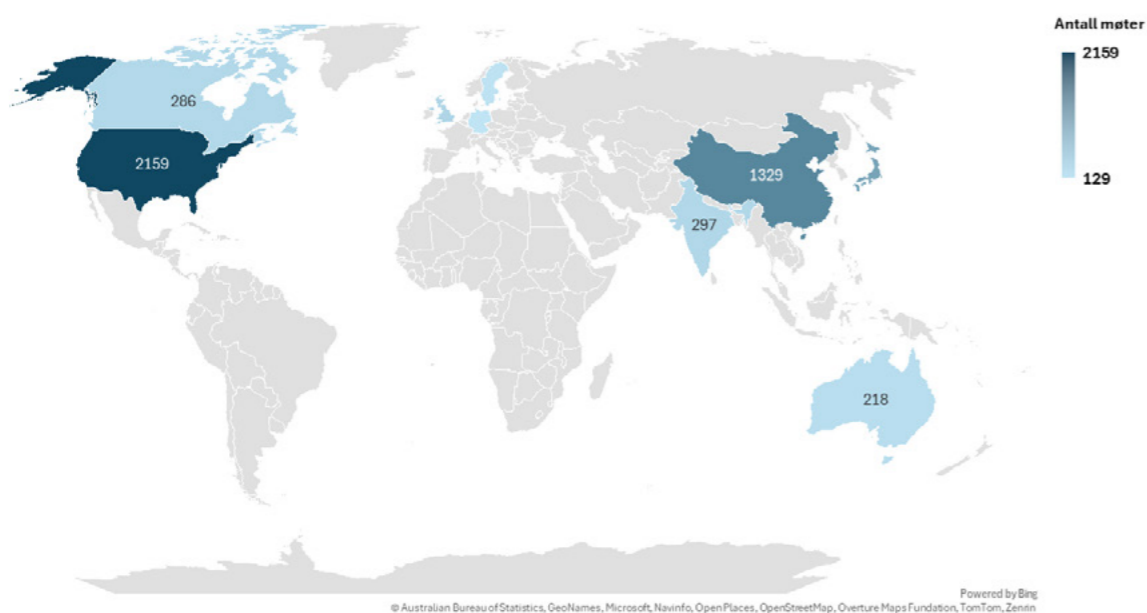 Antall møter
2159
129
286
2159
1329
297
218
Powered by Bing
© Australian Bureau of Statistics, GeoNames, Microsoft, Navinfo, Open Places, OpenStreetMap, Overture Maps Fundation, TomTom, Zenrin